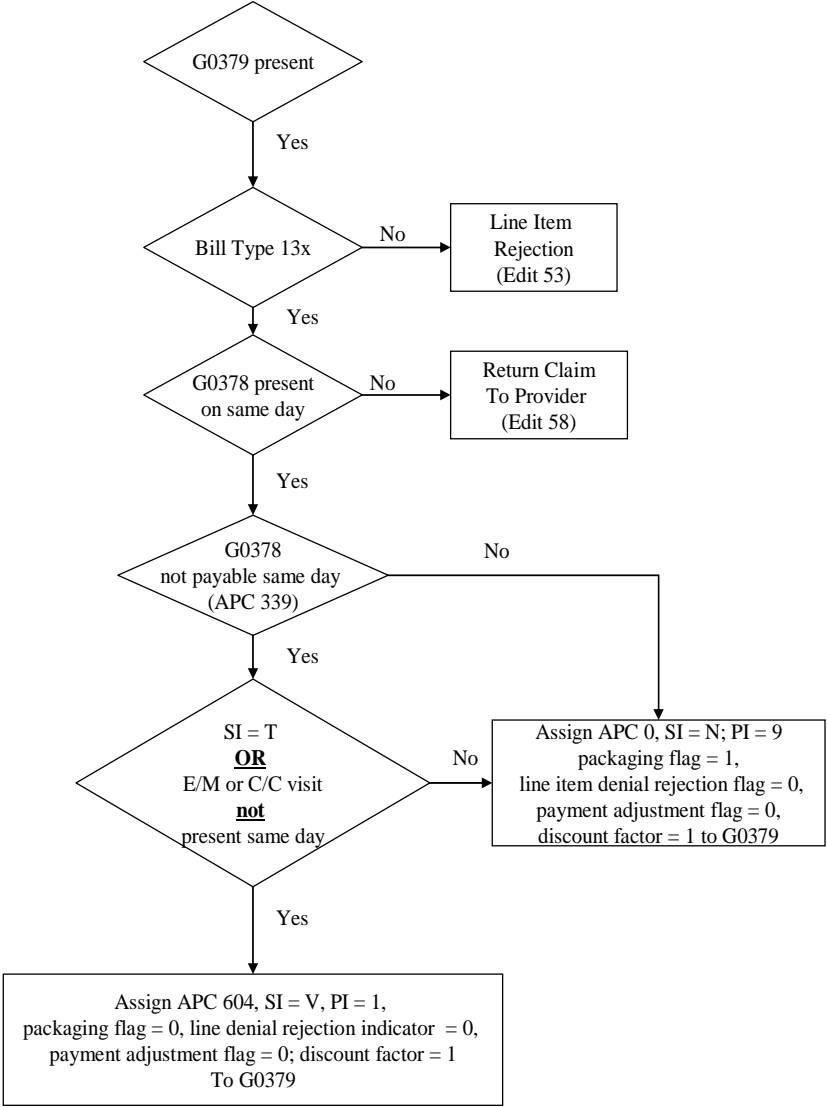 G0379 present
Yes
Bill Type 13x
No
Line Item
Rejection
(Edit 53)
Yes
G0378 present
on same day
No
Return Claim
To Provider
(Edit 58)
Yes
G0378
not payable same day
(APC 339)
No
Yes
SI = T
OR
E/M or C/C visit
not
present same day
No
Assign APC 0, SI = N; PI = 9
packaging flag = 1,
line item denial rejection flag = 0,
payment adjustment flag = 0,
discount factor = 1 to G0379
Yes
Assign APC 604, SI = V, PI = 1,
packaging flag = 0, line denial rejection indicator = 0,
payment adjustment flag = 0; discount factor = 1
To G0379